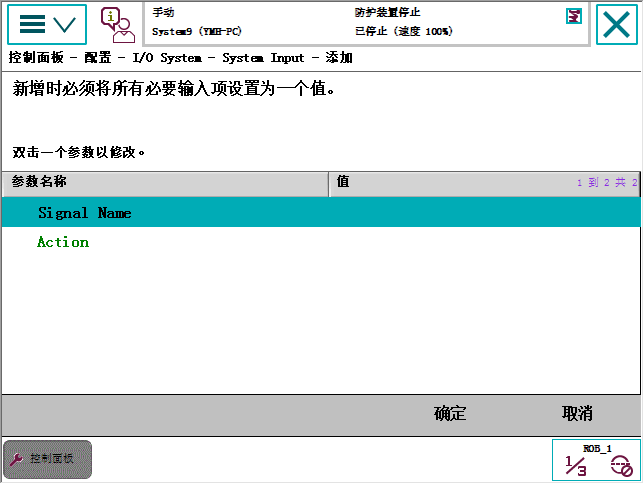 手动 防护装置停止
System9 (YMH-PC) 已停止 (速度 100%)
控制面板 - 配置 - I/O System - System Input - 添加
新增时必须将所有必要输入项设置为一个值。
双击一个参数以修改。
参数名称 值 1 到 2 共 2
Signal Name
Action
确定 取消
控制面板
ROB_1
1/3